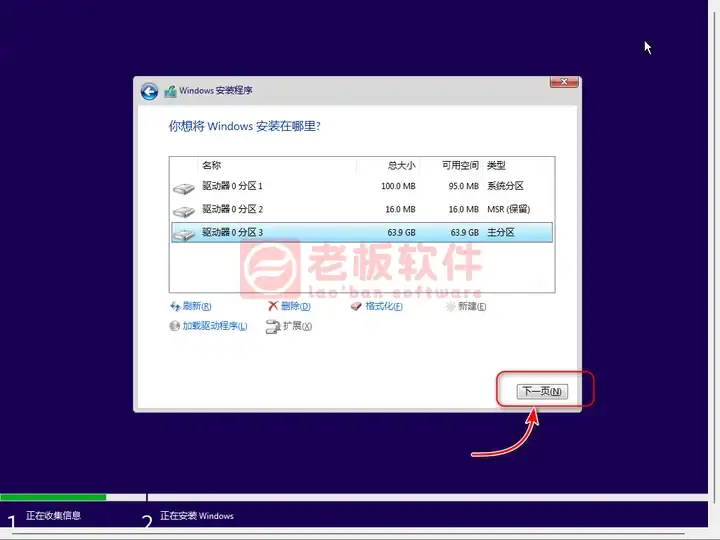 Windows 安装程序
你想将 Windows 安装在哪里?
名称 总大小 可用空间 类型
驱动器 0 分区 1 100.0 MB 95.0 MB 系统分区
驱动器 0 分区 2 16.0 MB 16.0 MB MSR (保留)
驱动器 0 分区 3 63.9 GB 63.9 GB 主分区
老板软件
lao'ban software
刷新(R) 删除(D) 格式化(F) 新建(E)
加载驱动程序(L) 扩展(X)
下一页(N)
1 正在收集信息 2 正在安装 Windows